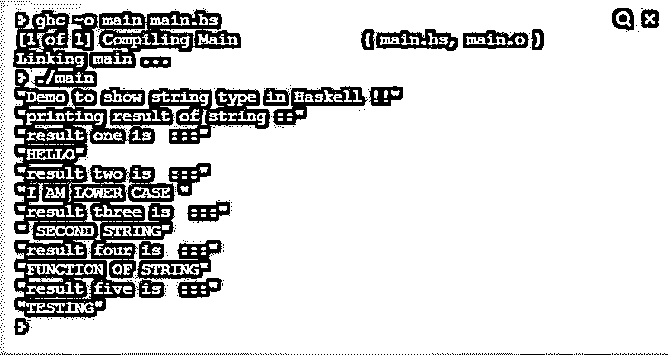 > ghc -o main main.hs
[1 of 1] Compiling Main ( main.hs, main.o )
Linking main ...
> ./main
"Demo to show string type in Haskell !!"
"printing result of string ::"
"result one is  :::"
"HELLO"
"result two is  :::"
"I AM LOWER CASE "
"result three is  :::"
" SECOND STRING"
"result four is  :::"
"FUNCTION OF STRING"
"result five is  :::"
"TESTING"
>